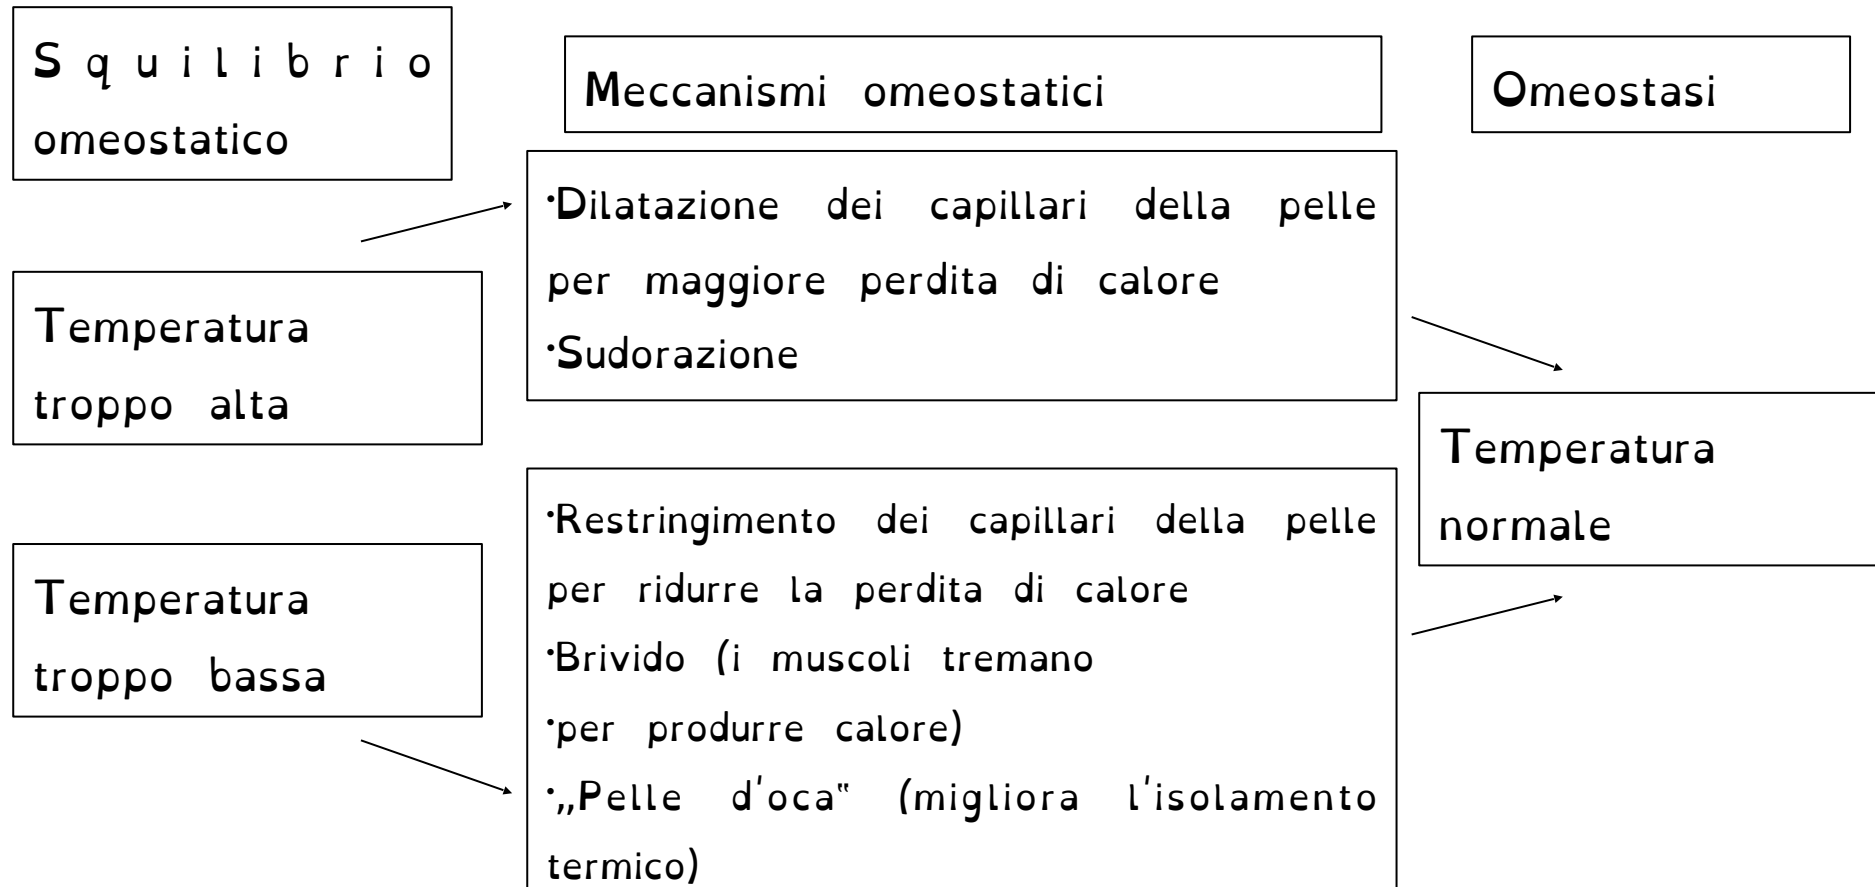 Squilibrio
omeostatico
Meccanismi omeostatici
Omeostasi
Temperatura
troppo alta
•Dilatazione dei capillari della pelle
per maggiore perdita di calore
•Sudorazione
Temperatura
troppo bassa
•Restringimento dei capillari della pelle
per ridurre la perdita di calore
•Brivido (i muscoli tremano
•per produrre calore)
•„Pelle d'oca‟ (migliora l'isolamento
termico)
Temperatura
normale